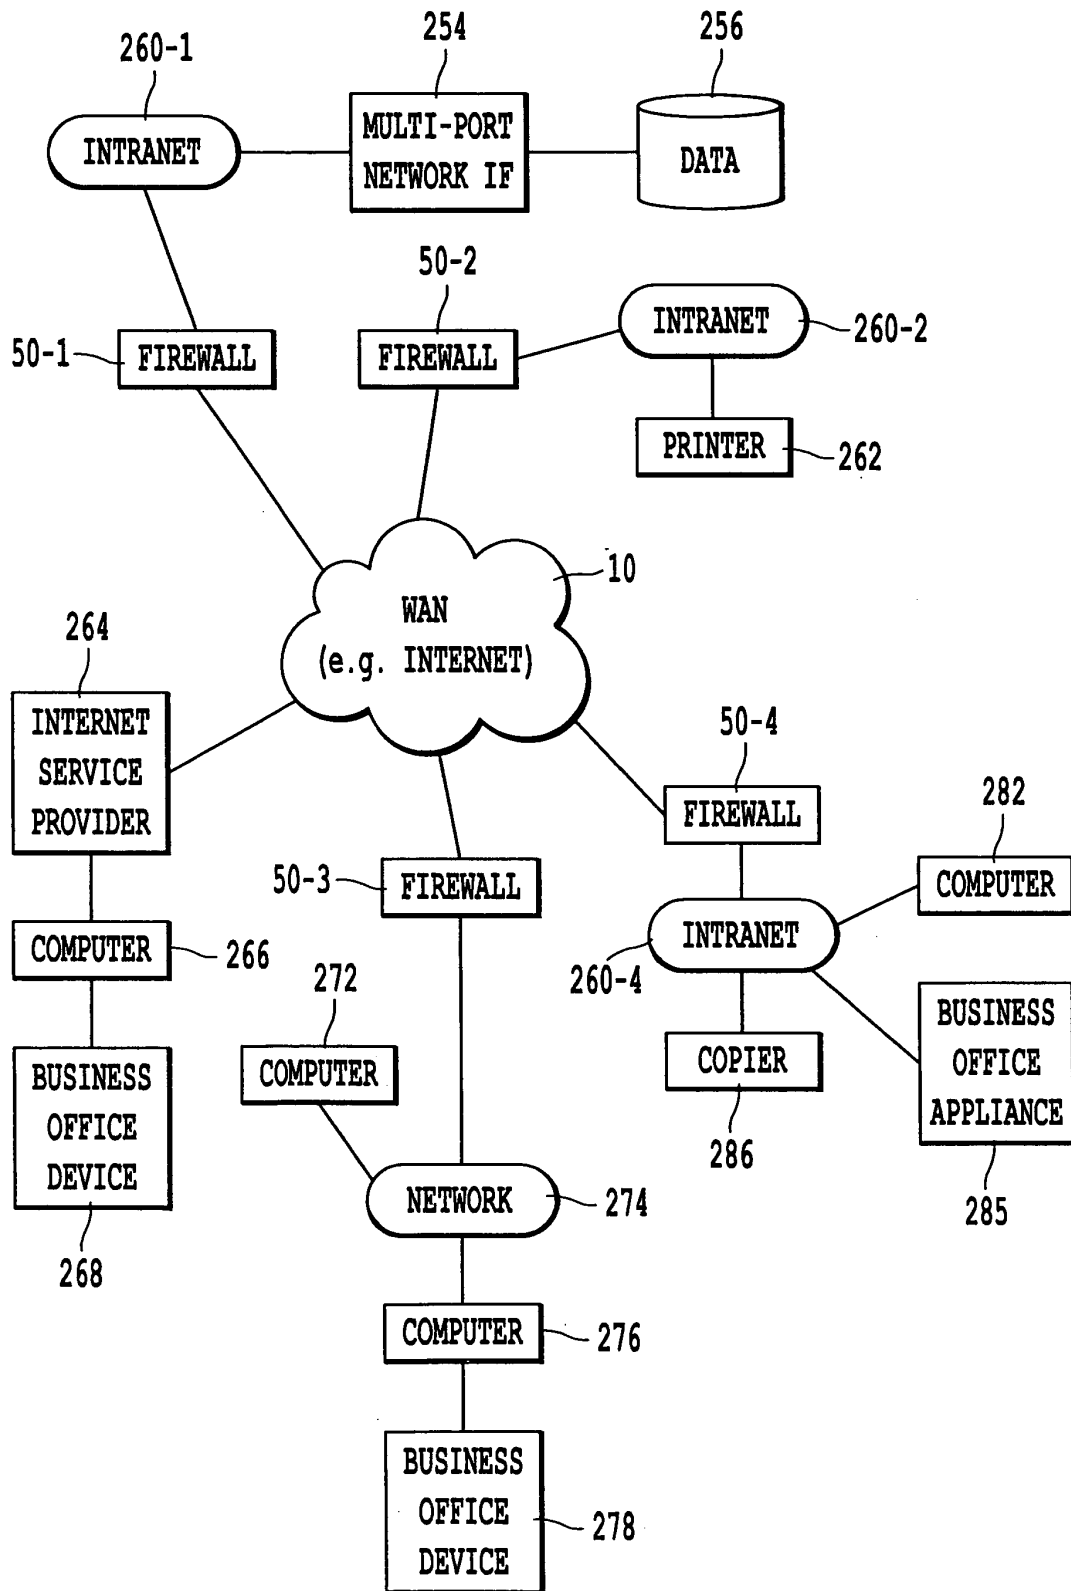 260-1
254
256
INTRANET
MULTI-PORT
NETWORK IF
DATA
50-2
INTRANET
260-2
50-1
FIREWALL
FIREWALL
PRINTER
262
10
WAN
(e.g. INTERNET)
264
INTERNET
SERVICE
PROVIDER
50-4
FIREWALL
282
COMPUTER
50-3
FIREWALL
INTRANET
260-4
COMPUTER
266
272
COMPUTER
BUSINESS
OFFICE
APPLIANCE
285
COPIER
286
BUSINESS
OFFICE
DEVICE
268
NETWORK
274
COMPUTER
276
BUSINESS
OFFICE
DEVICE
278